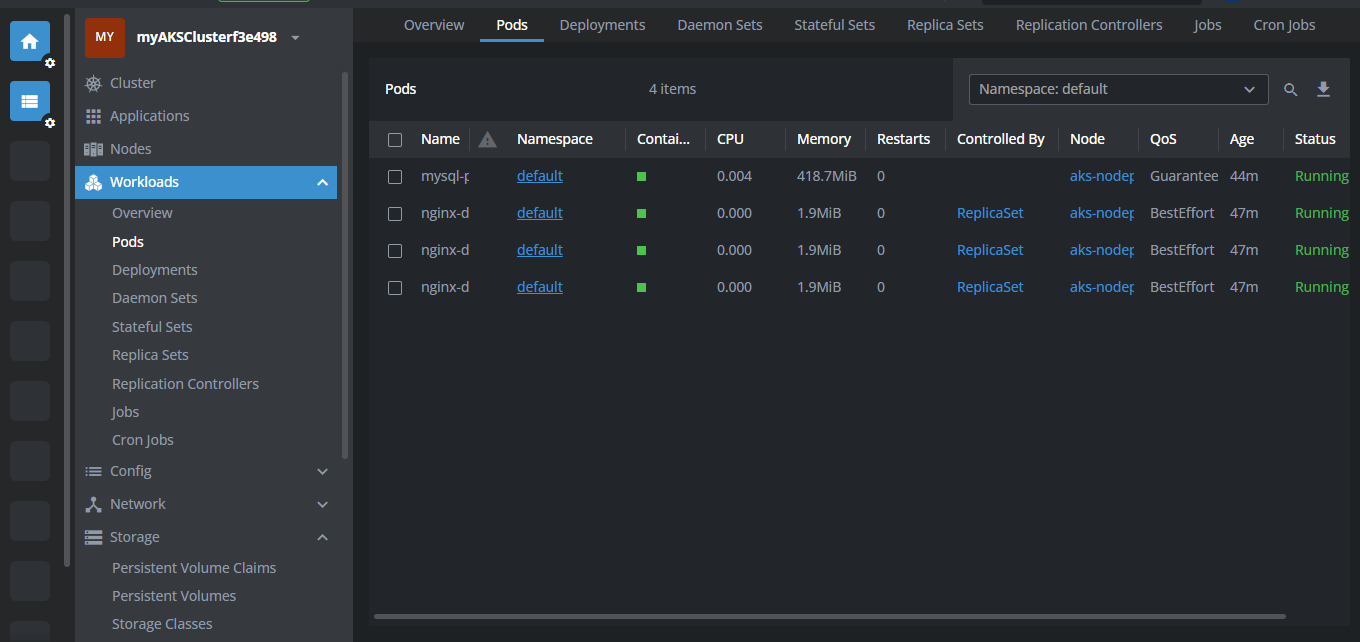 MY myAKSClusterf3e498
Cluster
Applications
Nodes
Workloads
Overview
Pods
Deployments
Daemon Sets
Stateful Sets
Replica Sets
Replication Controllers
Jobs
Cron Jobs
Config
Network
Storage
Persistent Volume Claims
Persistent Volumes
Storage Classes
Overview Pods Deployments Daemon Sets Stateful Sets Replica Sets Replication Controllers Jobs Cron Jobs
Pods 4 items Namespace: default
Name Namespace Contai... CPU Memory Restarts Controlled By Node QoS Age Status
mysql-p default 0.004 418.7MiB 0 aks-nodep Guarantee 44m Running
nginx-d default 0.000 1.9MiB 0 ReplicaSet aks-nodep BestEffort 47m Running
nginx-d default 0.000 1.9MiB 0 ReplicaSet aks-nodep BestEffort 47m Running
nginx-d default 0.000 1.9MiB 0 ReplicaSet aks-nodep BestEffort 47m Running